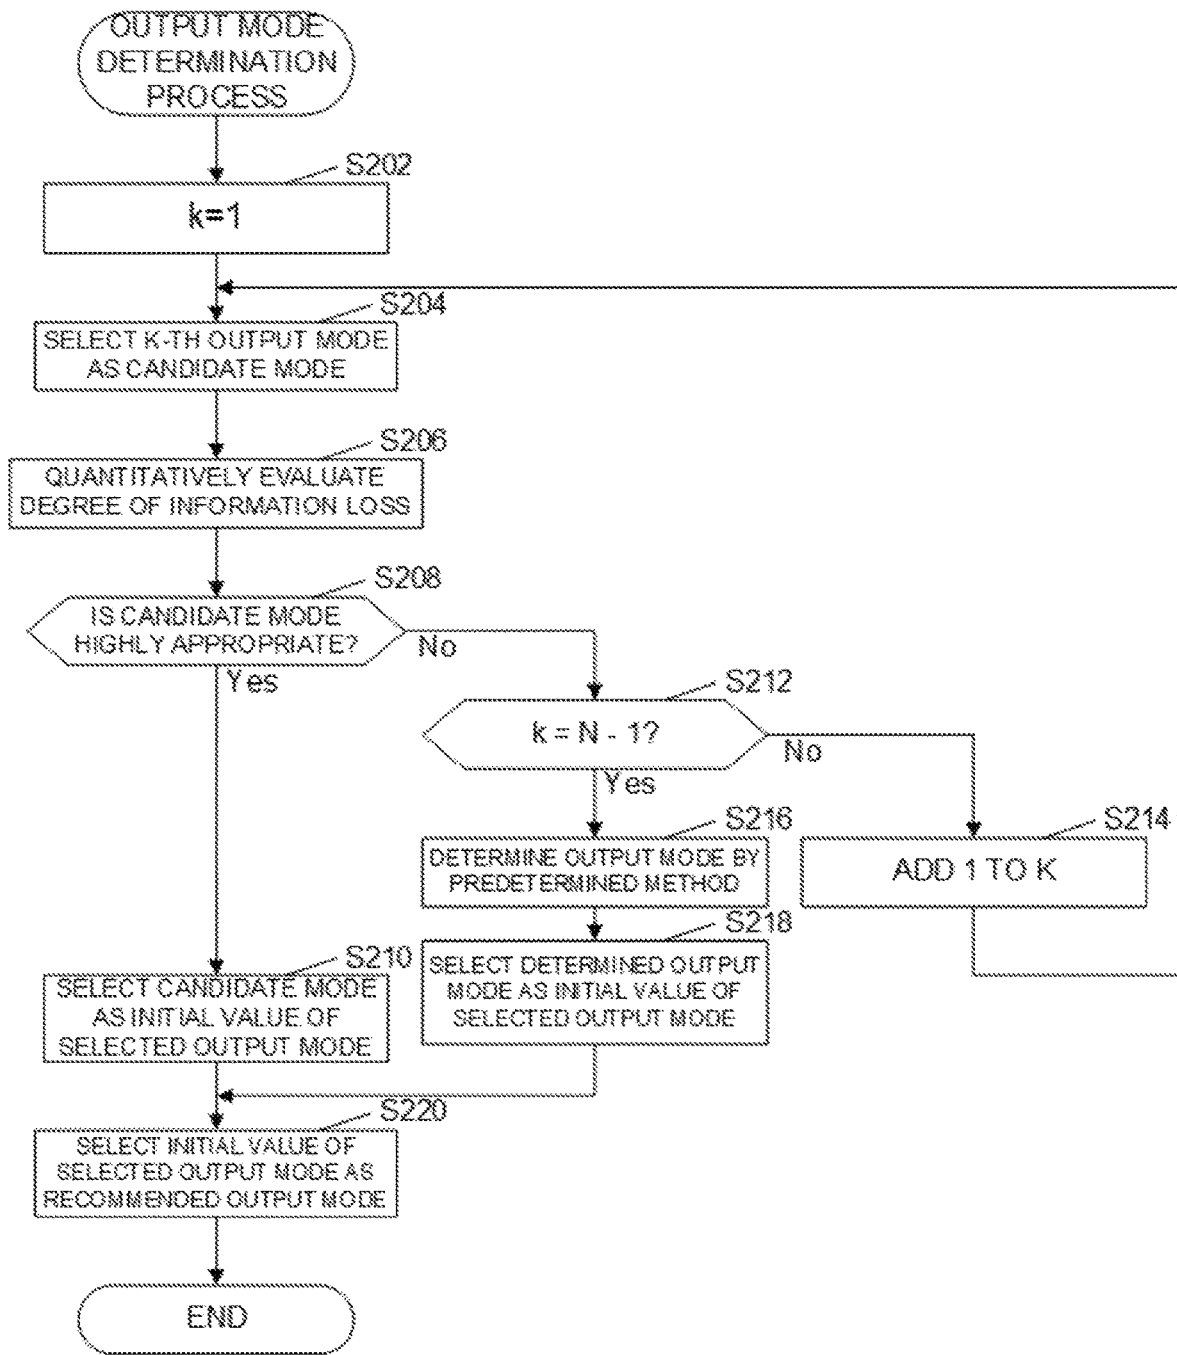 OUTPUT MODE
DETERMINATION
PROCESS
S202
k=1
S204
SELECT K-TH OUTPUT MODE
AS CANDIDATE MODE
S206
QUANTITATIVELY EVALUATE
DEGREE OF INFORMATION LOSS
S208
IS CANDIDATE MODE
HIGHLY APPROPRIATE?
No
Yes
S212
k = N - 1?
No
Yes
S216
DETERMINE OUTPUT MODE BY
PREDETERMINED METHOD
S214
ADD 1 TO K
S218
SELECT DETERMINED OUTPUT
MODE AS INITIAL VALUE OF
SELECTED OUTPUT MODE
S210
SELECT CANDIDATE MODE
AS INITIAL VALUE OF
SELECTED OUTPUT MODE
S220
SELECT INITIAL VALUE OF
SELECTED OUTPUT MODE AS
RECOMMENDED OUTPUT MODE
END